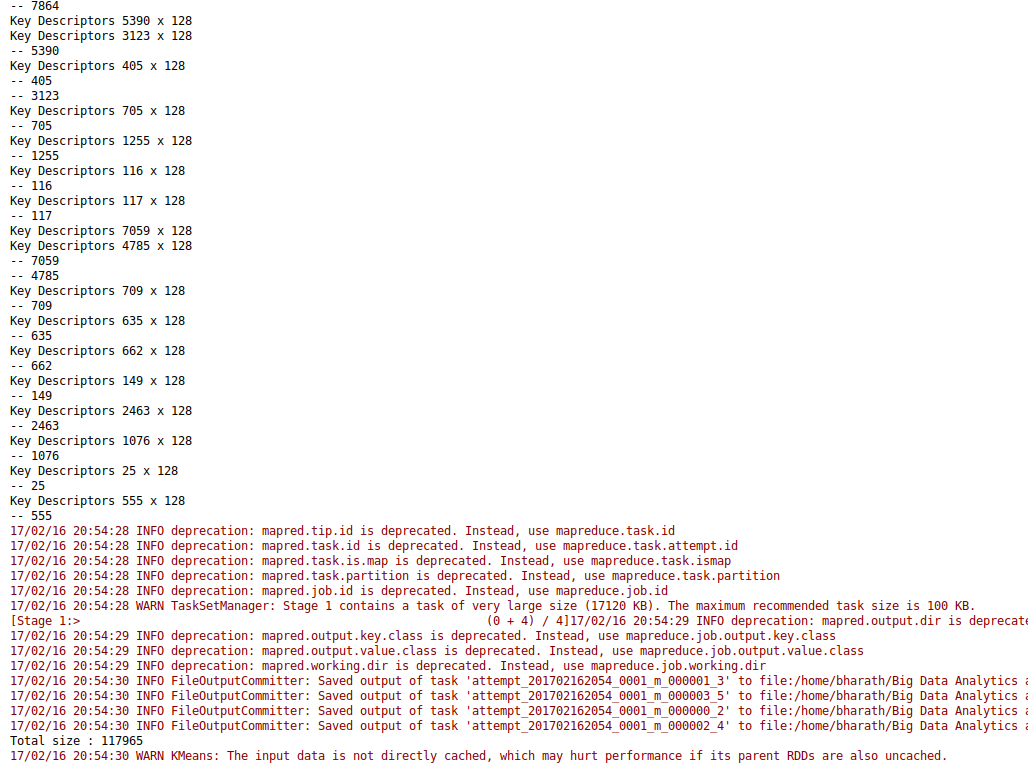 -- 7864
Key Descriptors 5390 x 128
Key Descriptors 3123 x 128
-- 5390
Key Descriptors 405 x 128
-- 405
-- 3123
Key Descriptors 705 x 128
-- 705
Key Descriptors 1255 x 128
-- 1255
Key Descriptors 116 x 128
-- 116
Key Descriptors 117 x 128
-- 117
Key Descriptors 7059 x 128
Key Descriptors 4785 x 128
-- 7059
-- 4785
Key Descriptors 709 x 128
-- 709
Key Descriptors 635 x 128
-- 635
Key Descriptors 662 x 128
-- 662
Key Descriptors 149 x 128
-- 149
Key Descriptors 2463 x 128
-- 2463
Key Descriptors 1076 x 128
-- 1076
Key Descriptors 25 x 128
-- 25
Key Descriptors 555 x 128
-- 555
17/02/16 20:54:28 INFO deprecation: mapred.tip.id is deprecated. Instead, use mapreduce.task.id
17/02/16 20:54:28 INFO deprecation: mapred.task.id is deprecated. Instead, use mapreduce.task.attempt.id
17/02/16 20:54:28 INFO deprecation: mapred.task.is.map is deprecated. Instead, use mapreduce.task.ismap
17/02/16 20:54:28 INFO deprecation: mapred.task.partition is deprecated. Instead, use mapreduce.task.partition
17/02/16 20:54:28 INFO deprecation: mapred.job.id is deprecated. Instead, use mapreduce.job.id
17/02/16 20:54:28 WARN TaskSetManager: Stage 1 contains a task of very large size (17120 KB). The maximum recommended task size is 100 KB.
[Stage 1:> (0 + 4) / 4]17/02/16 20:54:29 INFO deprecation: mapred.output.dir is deprecate
17/02/16 20:54:29 INFO deprecation: mapred.output.key.class is deprecated. Instead, use mapreduce.job.output.key.class
17/02/16 20:54:29 INFO deprecation: mapred.output.value.class is deprecated. Instead, use mapreduce.job.output.value.class
17/02/16 20:54:29 INFO deprecation: mapred.working.dir is deprecated. Instead, use mapreduce.job.working.dir
17/02/16 20:54:30 INFO FileOutputCommitter: Saved output of task 'attempt_201702162054_0001_m_000001_3' to file:/home/bharath/Big Data Analytics a
17/02/16 20:54:30 INFO FileOutputCommitter: Saved output of task 'attempt_201702162054_0001_m_000003_5' to file:/home/bharath/Big Data Analytics a
17/02/16 20:54:30 INFO FileOutputCommitter: Saved output of task 'attempt_201702162054_0001_m_000000_2' to file:/home/bharath/Big Data Analytics a
17/02/16 20:54:30 INFO FileOutputCommitter: Saved output of task 'attempt_201702162054_0001_m_000002_4' to file:/home/bharath/Big Data Analytics a
Total size : 117965
17/02/16 20:54:30 WARN KMeans: The input data is not directly cached, which may hurt performance if its parent RDDs are also uncached.